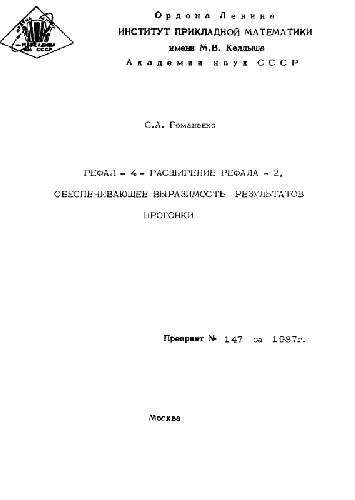 Ордена Ленина
ИНСТИТУТ ПРИКЛАДНОЙ МАТЕМАТИКИ
имени М.В. Келдыша
Академии наук СССР
С.А. Романенко
РЕФАЛ - 4 - РАСШИРЕНИЕ РЕФАЛА - 2,
ОБЕСПЕЧИВАЮЩЕЕ ВЫРАЗИМОСТЬ РЕЗУЛЬТАТОВ
ПРОГОНКИ
Препринт № 147 за 1987г.
Москва